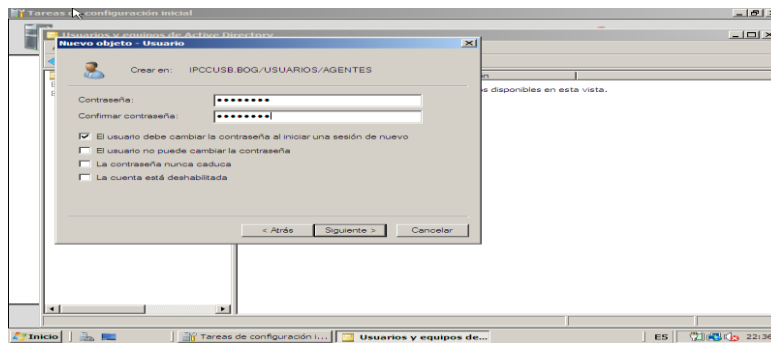 Tareas de configuración inicial
Usuarios y equipos de Active Directory
Nuevo objeto - Usuario
Crear en: IPCCUSB.BOG/USUARIOS/AGENTES
s disponibles en esta vista.
Contraseña:
Confirmar contraseña:
El usuario debe cambiar la contraseña al iniciar una sesión de nuevo
El usuario no puede cambiar la contraseña
La contraseña nunca caduca
La cuenta está deshabilitada
< Atrás Siguiente > Cancelar
Inicio Tareas de configuración i... Usuarios y equipos de... ES 22:36